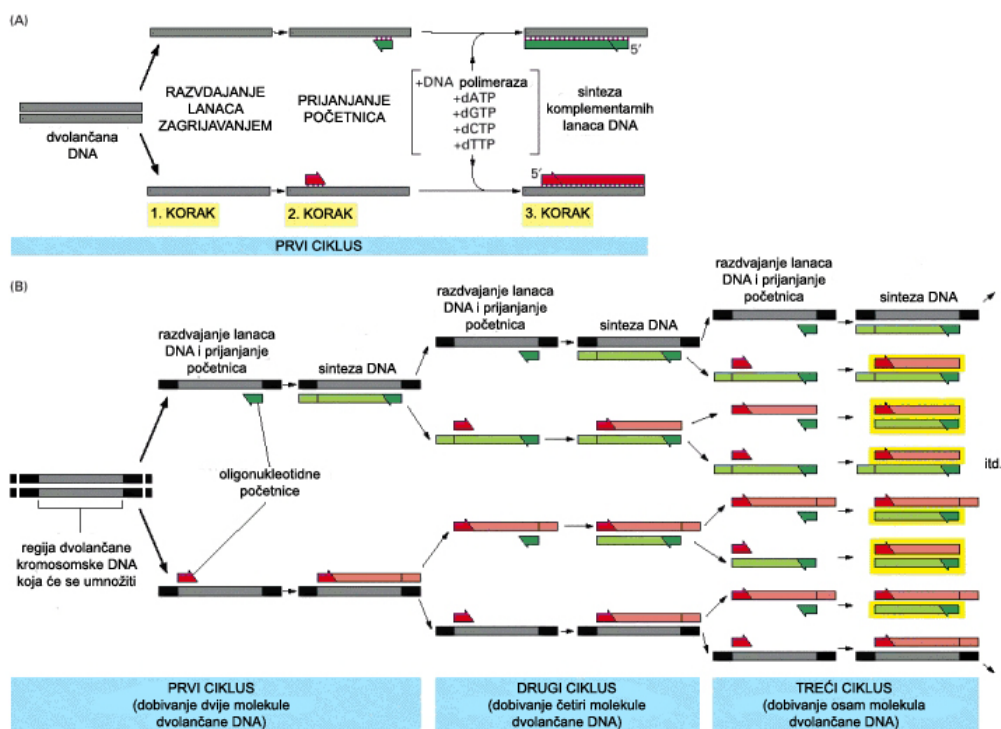 (A)
5′
RAZVDAJANJE
LANACA
ZAGRIJAVANJEM
PRIJANJANJE
POČETNICA
+DNA polimeraza
+dATP
+dGTP
+dCTP
+dTTP
sinteza
komplementarnih
lanaca DNA
dvolančana
DNA
5′
1. KORAK
2. KORAK
3. KORAK
PRVI CIKLUS
(B)
razdvajanje lanaca
DNA i prijanjanje
početnica
sinteza DNA
razdvajanje lanaca
DNA i prijanjanje
početnica
sinteza DNA
razdvajanje lanaca
DNA i prijanjanje
početnica
sinteza DNA
oligonukleotidne
početnice
regija dvolančane
kromosomske DNA
koja će se umnožiti
itd.
PRVI CIKLUS
(dobivanje dvije molekule
dvolančane DNA)
DRUGI CIKLUS
(dobivanje četiri molekule
dvolančane DNA)
TREĆI CIKLUS
(dobivanje osam molekula
dvolančane DNA)